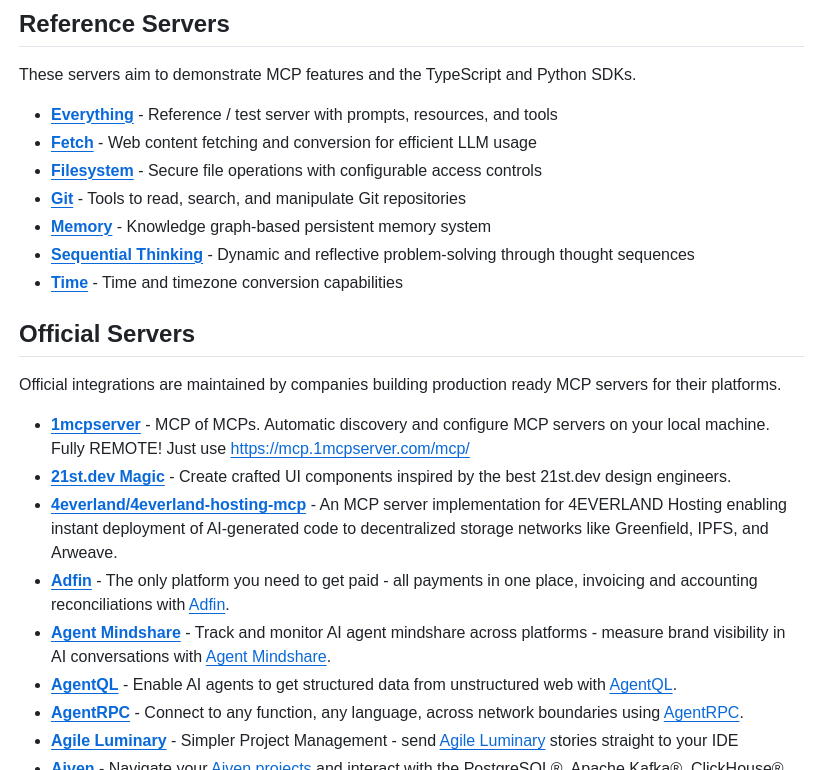 Reference Servers
These servers aim to demonstrate MCP features and the TypeScript and Python SDKs.
Everything - Reference / test server with prompts, resources, and tools
Fetch - Web content fetching and conversion for efficient LLM usage
Filesystem - Secure file operations with configurable access controls
Git - Tools to read, search, and manipulate Git repositories
Memory - Knowledge graph-based persistent memory system
Sequential Thinking - Dynamic and reflective problem-solving through thought sequences
Time - Time and timezone conversion capabilities
Official Servers
Official integrations are maintained by companies building production ready MCP servers for their platforms.
1mcpserver - MCP of MCPs. Automatic discovery and configure MCP servers on your local machine.
Fully REMOTE! Just use https://mcp.1mcpserver.com/mcp/
21st.dev Magic - Create crafted UI components inspired by the best 21st.dev design engineers.
4everland/4everland-hosting-mcp - An MCP server implementation for 4EVERLAND Hosting enabling
instant deployment of AI-generated code to decentralized storage networks like Greenfield, IPFS, and
Arweave.
Adfin - The only platform you need to get paid - all payments in one place, invoicing and accounting
reconciliations with Adfin.
Agent Mindshare - Track and monitor AI agent mindshare across platforms - measure brand visibility in
AI conversations with Agent Mindshare.
AgentQL - Enable AI agents to get structured data from unstructured web with AgentQL.
AgentRPC - Connect to any function, any language, across network boundaries using AgentRPC.
Agile Luminary - Simpler Project Management - send Agile Luminary stories straight to your IDE
Aiven - Navigate your Aiven projects and interact with the PostgreSQL®, Apache Kafka®, ClickHouse®